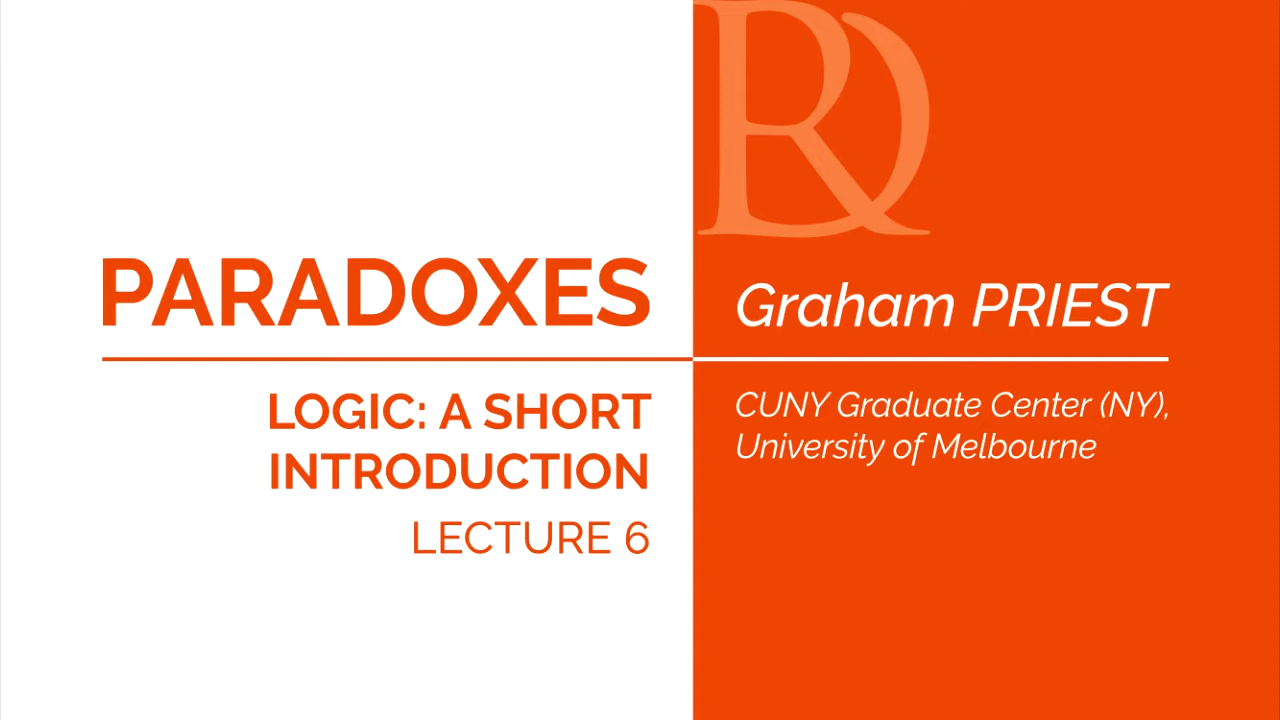 PARADOXES
LOGIC: A SHORT
INTRODUCTION
LECTURE 6
Graham PRIEST
CUNY Graduate Center (NY),
University of Melbourne